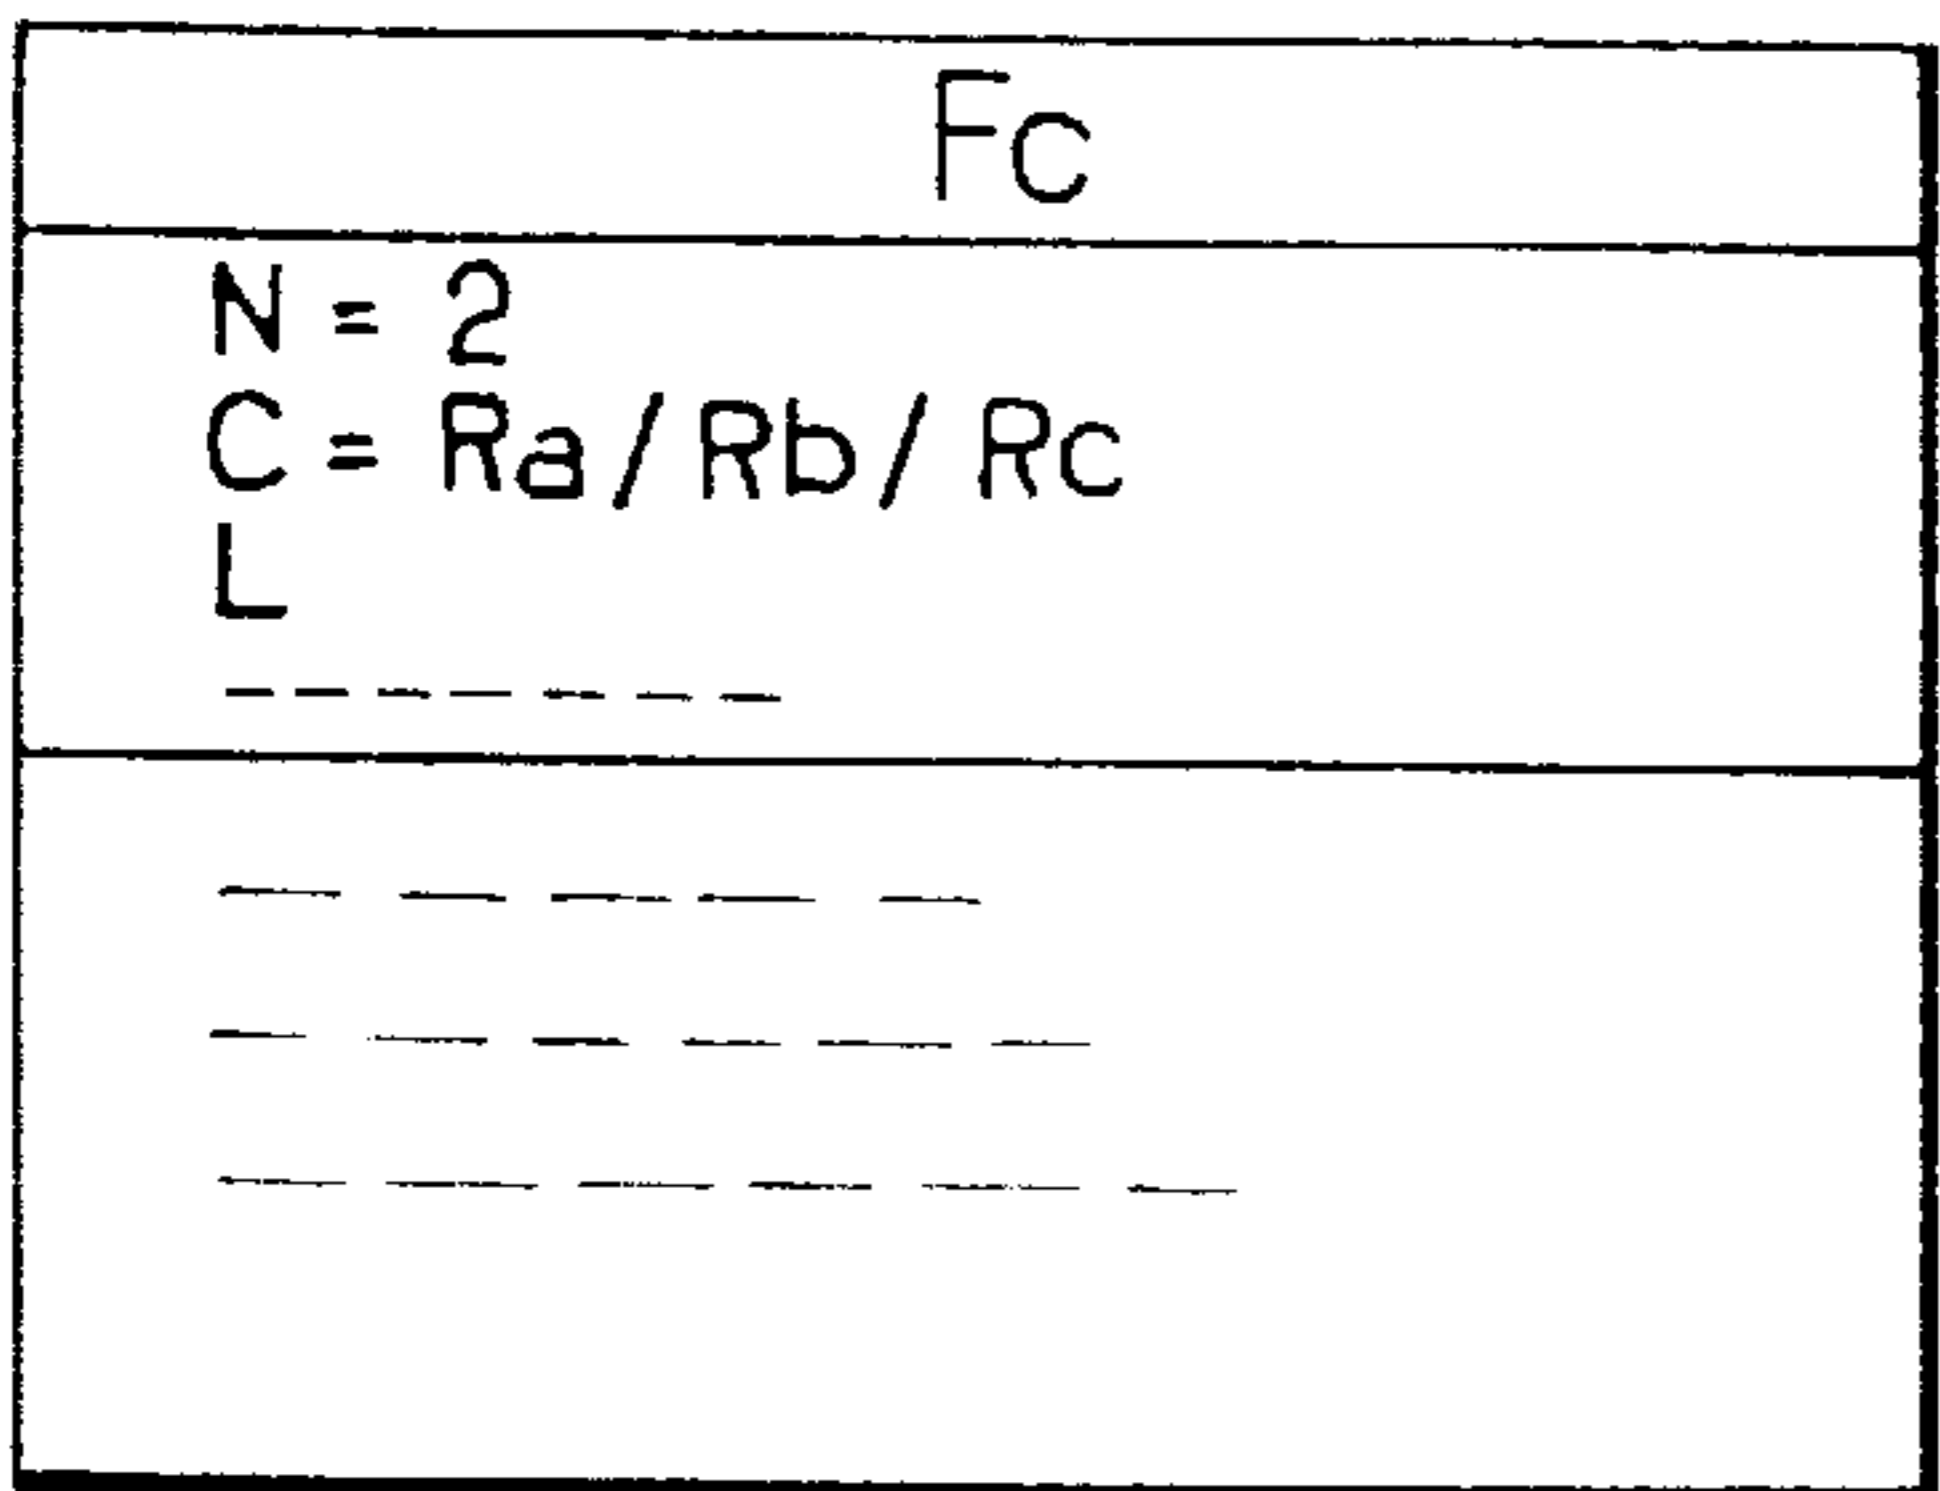 Fc
N = 2
C = Ra/Rb/Rc
L